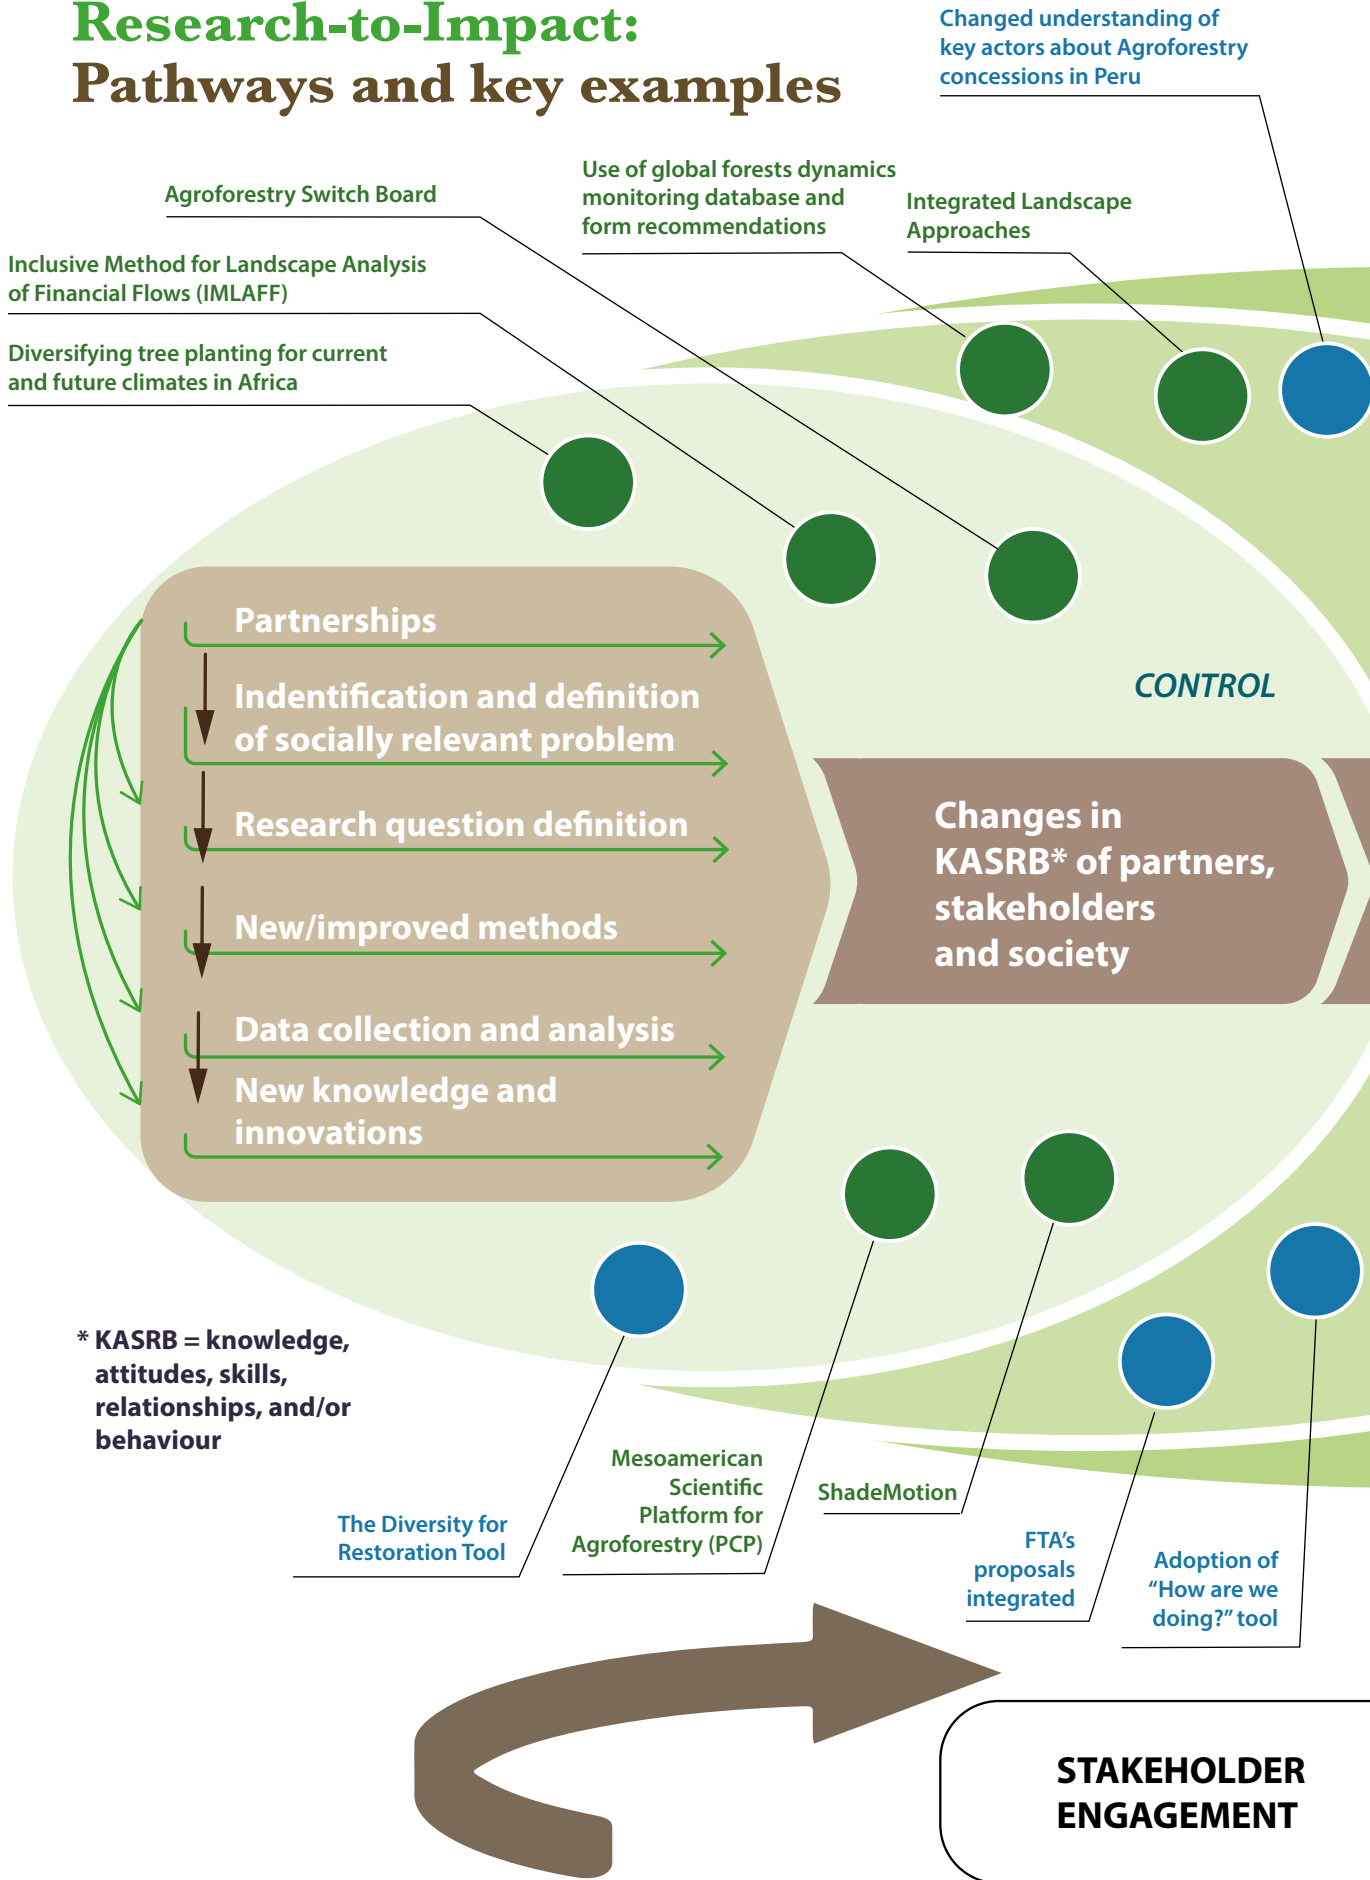 Research-to-Impact:
Pathways and key examples
Changed understanding of
key actors about Agroforestry
concessions in Peru
Agroforestry Switch Board
Use of global forests dynamics
monitoring database and
form recommendations
Integrated Landscape
Approaches
Inclusive Method for Landscape Analysis
of Financial Flows (IMLAFF)
Diversifying tree planting for current
and future climates in Africa
Partnerships
Indentification and definition
of socially relevant problem
Research question definition
New/improved methods
Data collection and analysis
New knowledge and
innovations
CONTROL
Changes in
KASRB* of partners,
stakeholders
and society
* KASRB = knowledge,
attitudes, skills,
relationships, and/or
behaviour
The Diversity for
Restoration Tool
Mesoamerican
Scientific
Platform for
Agroforestry (PCP)
ShadeMotion
FTA's
proposals
integrated
Adoption of
“How are we
doing?” tool
STAKEHOLDER
ENGAGEMENT